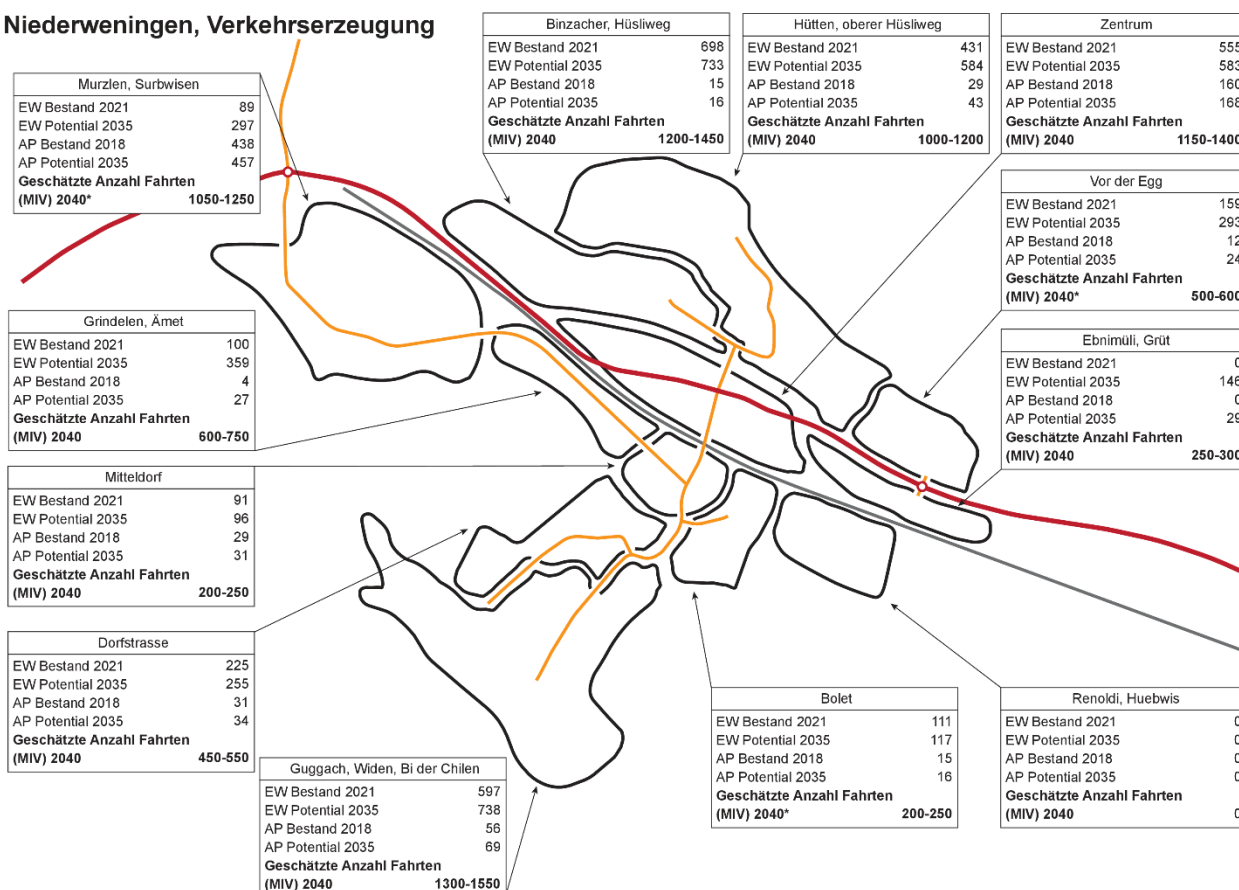 Niederweningen, Verkehrserzeugung
Binzacher, Hüsliweg
EW Bestand 2021 698
EW Potential 2035 733
AP Bestand 2018 15
AP Potential 2035 16
Geschätzte Anzahl Fahrten
(MIV) 2040 1200-1450
Hütten, oberer Hüsliweg
EW Bestand 2021 431
EW Potential 2035 584
AP Bestand 2018 29
AP Potential 2035 43
Geschätzte Anzahl Fahrten
(MIV) 2040 1000-1200
Zentrum
EW Bestand 2021 555
EW Potential 2035 583
AP Bestand 2018 160
AP Potential 2035 168
Geschätzte Anzahl Fahrten
(MIV) 2040 1150-1400
Murzlen, Surbwisen
EW Bestand 2021 89
EW Potential 2035 297
AP Bestand 2018 438
AP Potential 2035 457
Geschätzte Anzahl Fahrten
(MIV) 2040* 1050-1250
Vor der Egg
EW Bestand 2021 159
EW Potential 2035 293
AP Bestand 2018 12
AP Potential 2035 24
Geschätzte Anzahl Fahrten
(MIV) 2040* 500-600
Grindelen, Ämet
EW Bestand 2021 100
EW Potential 2035 359
AP Bestand 2018 4
AP Potential 2035 27
Geschätzte Anzahl Fahrten
(MIV) 2040 600-750
Ebnimüli, Grüt
EW Bestand 2021 0
EW Potential 2035 146
AP Bestand 2018 0
AP Potential 2035 29
Geschätzte Anzahl Fahrten
(MIV) 2040 250-300
Mitteldorf
EW Bestand 2021 91
EW Potential 2035 96
AP Bestand 2018 29
AP Potential 2035 31
Geschätzte Anzahl Fahrten
(MIV) 2040 200-250
Dorfstrasse
EW Bestand 2021 225
EW Potential 2035 255
AP Bestand 2018 31
AP Potential 2035 34
Geschätzte Anzahl Fahrten
(MIV) 2040 450-550
Guggach, Widen, Bi der Chilen
EW Bestand 2021 597
EW Potential 2035 738
AP Bestand 2018 56
AP Potential 2035 69
Geschätzte Anzahl Fahrten
(MIV) 2040 1300-1550
Bolet
EW Bestand 2021 111
EW Potential 2035 117
AP Bestand 2018 15
AP Potential 2035 16
Geschätzte Anzahl Fahrten
(MIV) 2040* 200-250
Renoldi, Huebwis
EW Bestand 2021 0
EW Potential 2035 0
AP Bestand 2018 0
AP Potential 2035 0
Geschätzte Anzahl Fahrten
(MIV) 2040 0